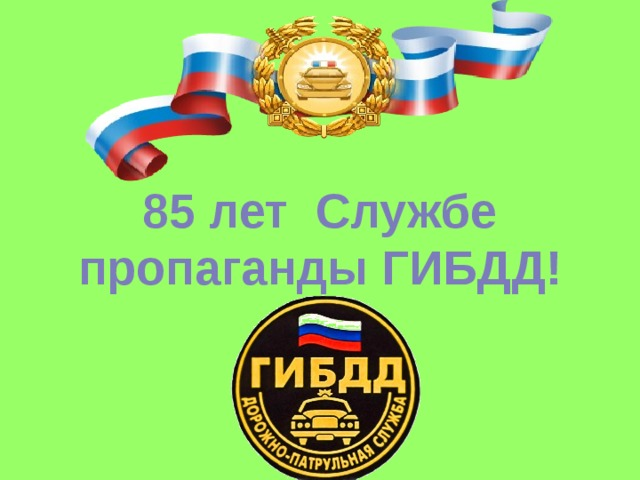 85 лет  Службе
пропаганды ГИБДД!
ГИБДД
ДОРОЖНО-ПАТРУЛЬНАЯ СЛУЖБА